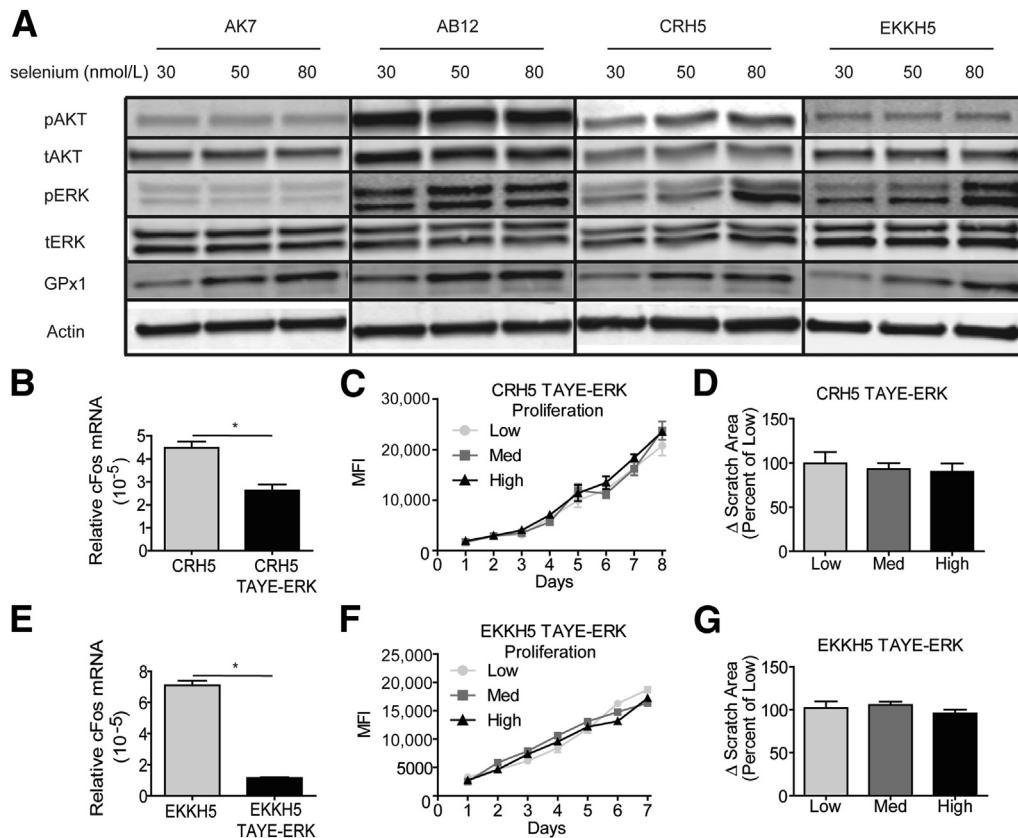 A
AK7 AB12 CRH5 EKKH5
selenium (nmol/L) 30 50 80 30 50 80 30 50 80 30 50 80
pAKT
tAKT
pERK
tERK
GPx1
Actin
B
Relative cFos mRNA
(10-5)
5
4
3
2
1
0
*
CRH5 CRH5
TAYE-ERK
C
CRH5 TAYE-ERK
Proliferation
MFI
30,000
20,000
10,000
0
Low
Med
High
0 1 2 3 4 5 6 7 8
Days
D
CRH5 TAYE-ERK
Δ Scratch Area
(Percent of Low)
150
100
50
0
Low Med High
E
Relative cFos mRNA
(10-5)
8
6
4
2
0
*
EKKH5 EKKH5
TAYE-ERK
F
EKKH5 TAYE-ERK
Proliferation
MFI
25,000
20,000
15,000
10,000
5000
0
Low
Med
High
0 1 2 3 4 5 6 7
Days
G
EKKH5 TAYE-ERK
Δ Scratch Area
(Percent of Low)
150
100
50
0
Low Med High